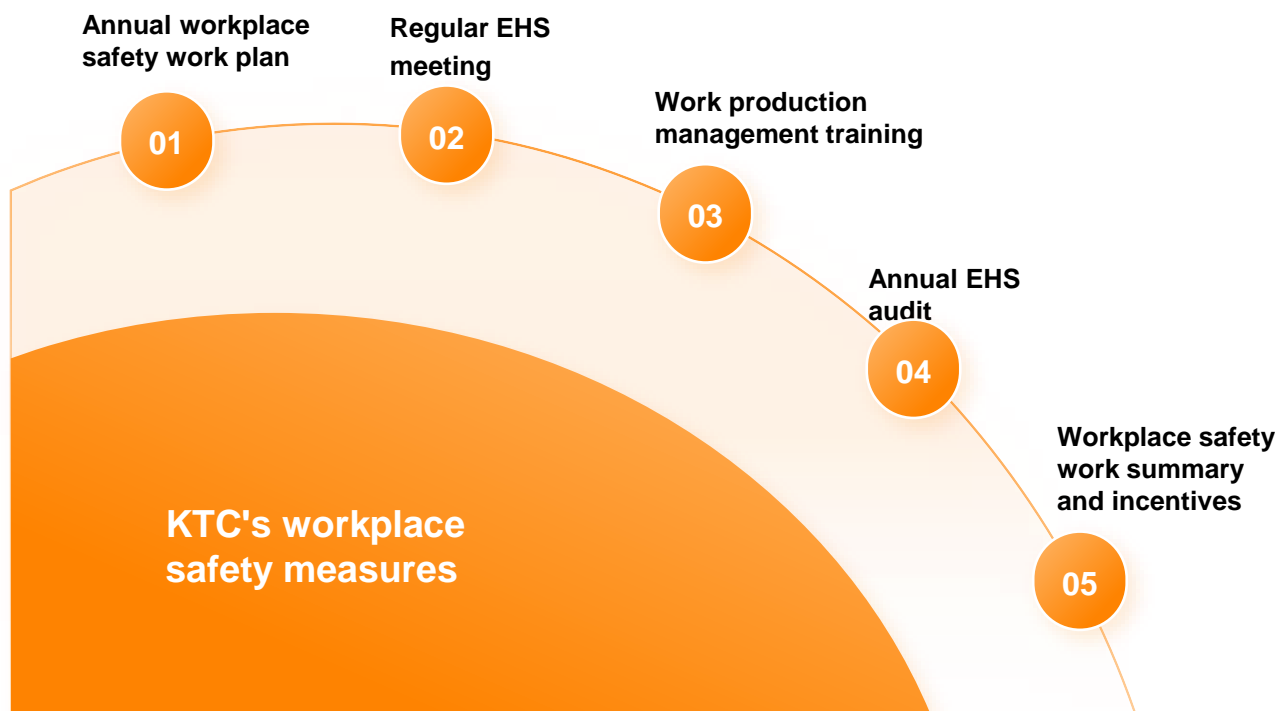 Annual workplace
safety work plan
01
Regular EHS
meeting
02
Work production
management training
03
Annual EHS
audit
04
Workplace safety
work summary
and incentives
05
KTC's workplace
safety measures